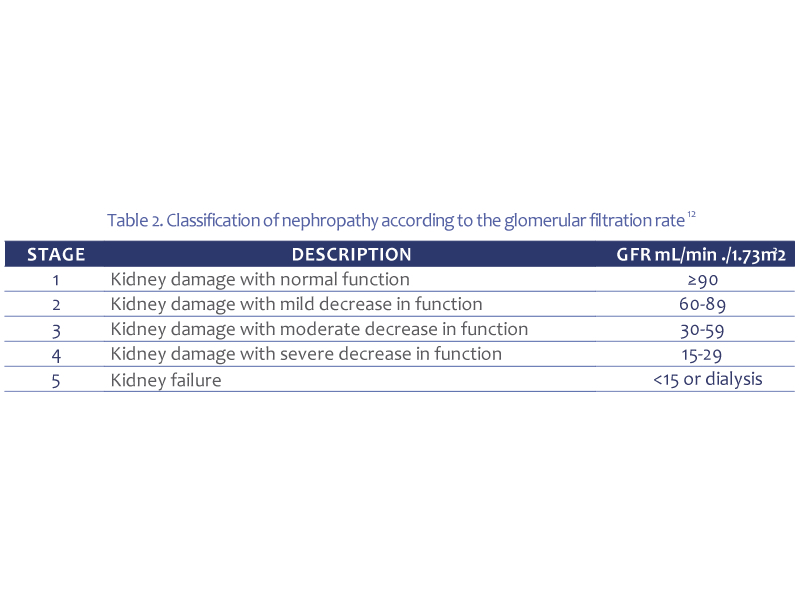 Table 2. Classification of nephropathy according to the glomerular filtration rate 12
STAGE DESCRIPTION GFR mL/min ./1.73m²2
1 Kidney damage with normal function ≥90
2 Kidney damage with mild decrease in function 60-89
3 Kidney damage with moderate decrease in function 30-59
4 Kidney damage with severe decrease in function 15-29
5 Kidney failure <15 or dialysis